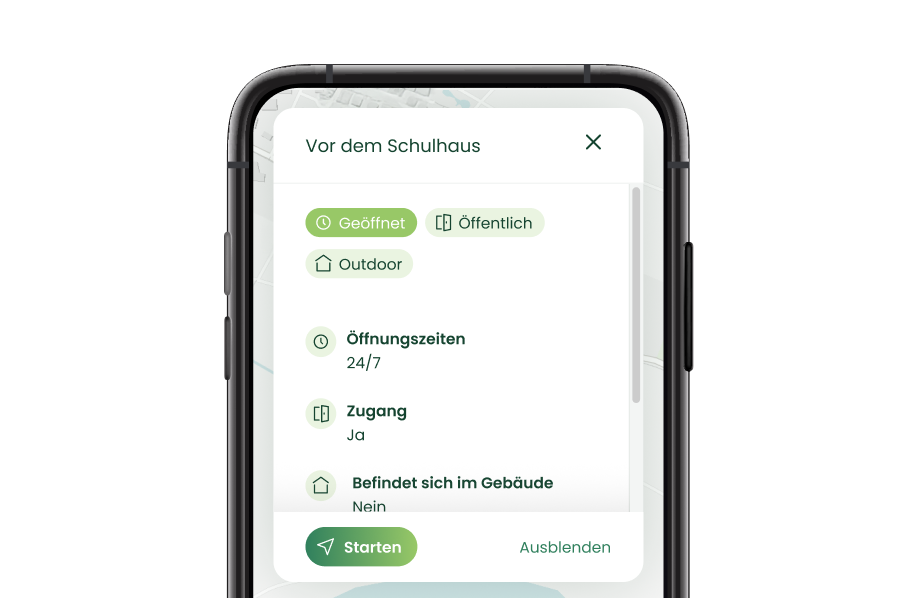 Vor dem Schulhaus
Geöffnet
Öffentlich
Outdoor
Öffnungszeiten
24/7
Zugang
Ja
Befindet sich im Gebäude
Nein
Starten
Ausblenden